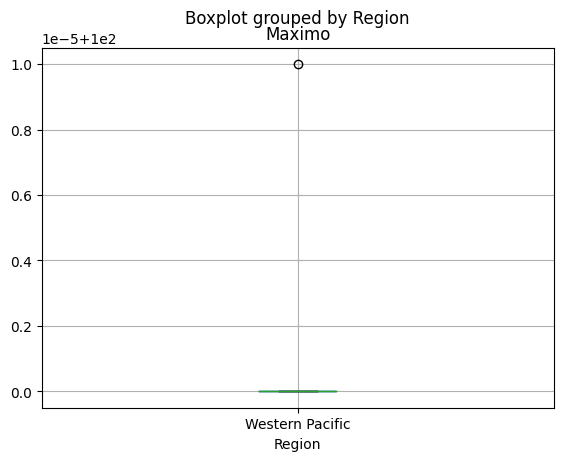 Boxplot grouped by Region
Maximo
1e−5+1e2
1.0
0.8
0.6
0.4
0.2
0.0
Western Pacific
Region